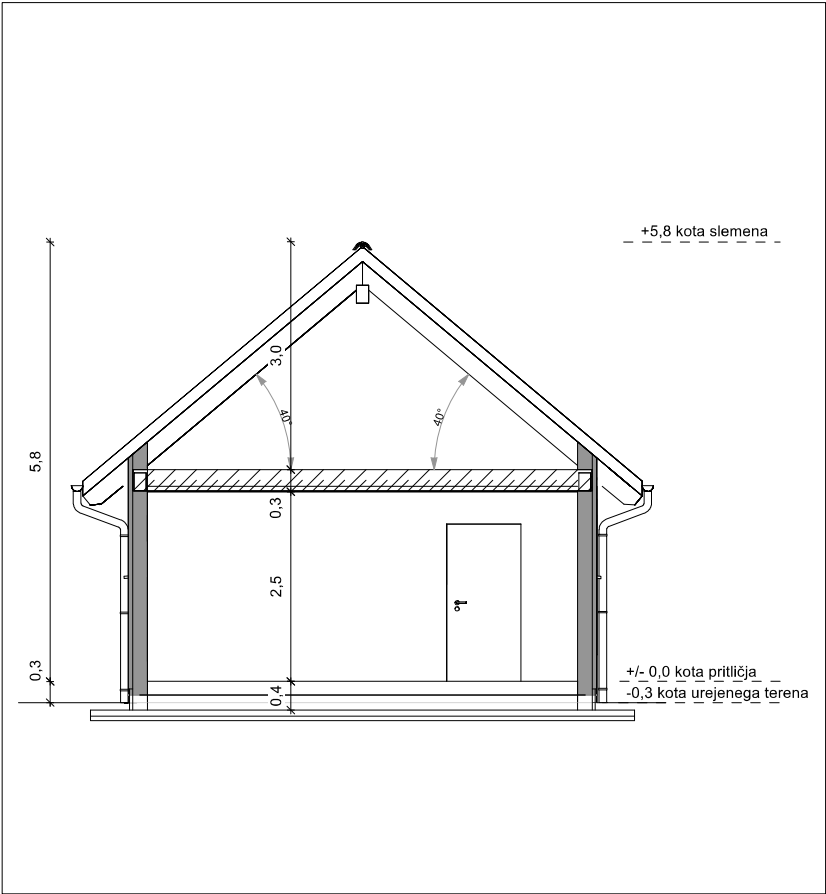 +5,8 kota slemena
3,0
40°
40°
5,8
0,3
2,5
0,3
+/- 0,0 kota pritličja
0,4
-0,3 kota urejenega terena